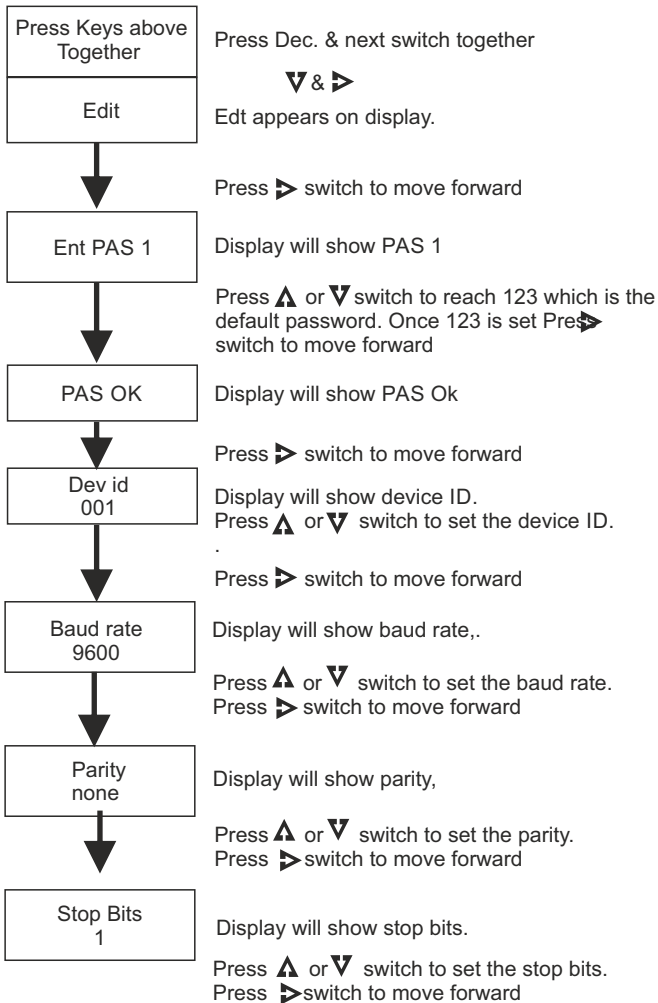 Press Keys above
Together
Press Dec. & next switch together
&
Edit
Edt appears on display.
Press switch to move forward
Ent PAS 1
Display will show PAS 1
Press or switch to reach 123 which is the
default password. Once 123 is set Press
switch to move forward
PAS OK
Display will show PAS Ok
Press switch to move forward
Dev id
001
Display will show device ID.
Press or switch to set the device ID.
.
Press switch to move forward
Baud rate
9600
Display will show baud rate,.
Press or switch to set the baud rate.
Press switch to move forward
Parity
none
Display will show parity,
Press or switch to set the parity.
Press switch to move forward
Stop Bits
1
Display will show stop bits.
Press or switch to set the stop bits.
Press switch to move forward